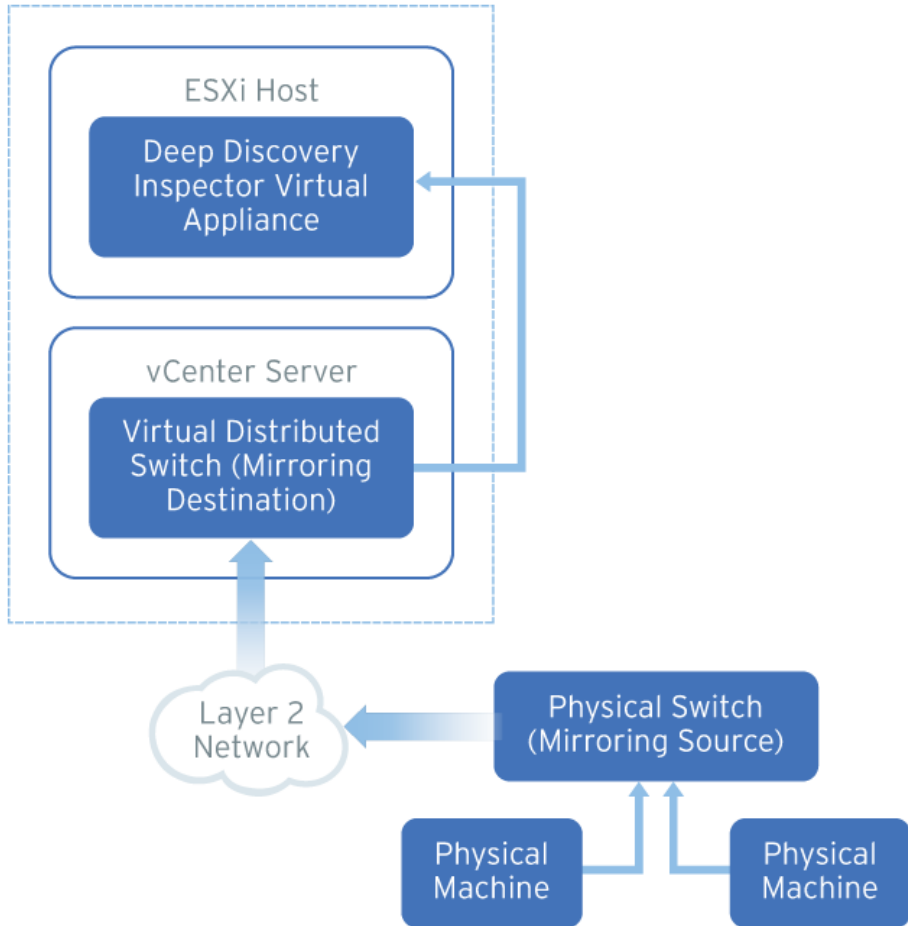 ESXi Host
Deep Discovery
Inspector Virtual
Appliance
vCenter Server
Virtual Distributed
Switch (Mirroring
Destination)
Layer 2
Network
Physical Switch
(Mirroring Source)
Physical
Machine
Physical
Machine